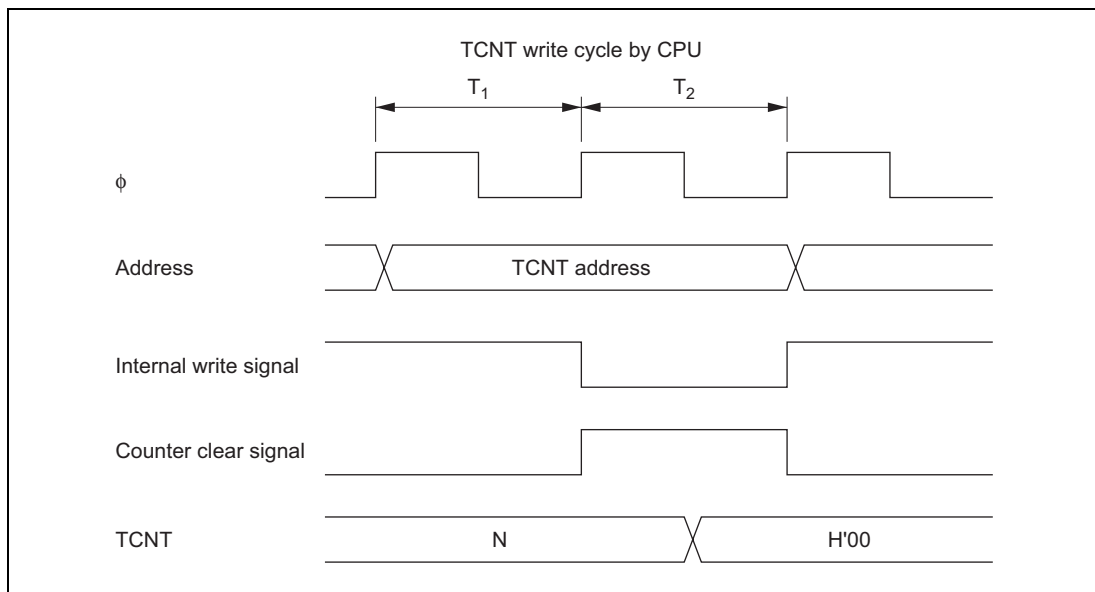 TCNT write cycle by CPU
T₁ T₂
ϕ
Address TCNT address
Internal write signal
Counter clear signal
TCNT N H'00